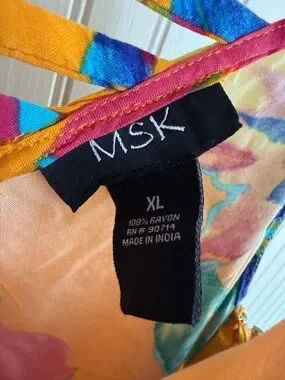 MSK
XL
100% RAYON
RN # 90714
MADE IN INDIA